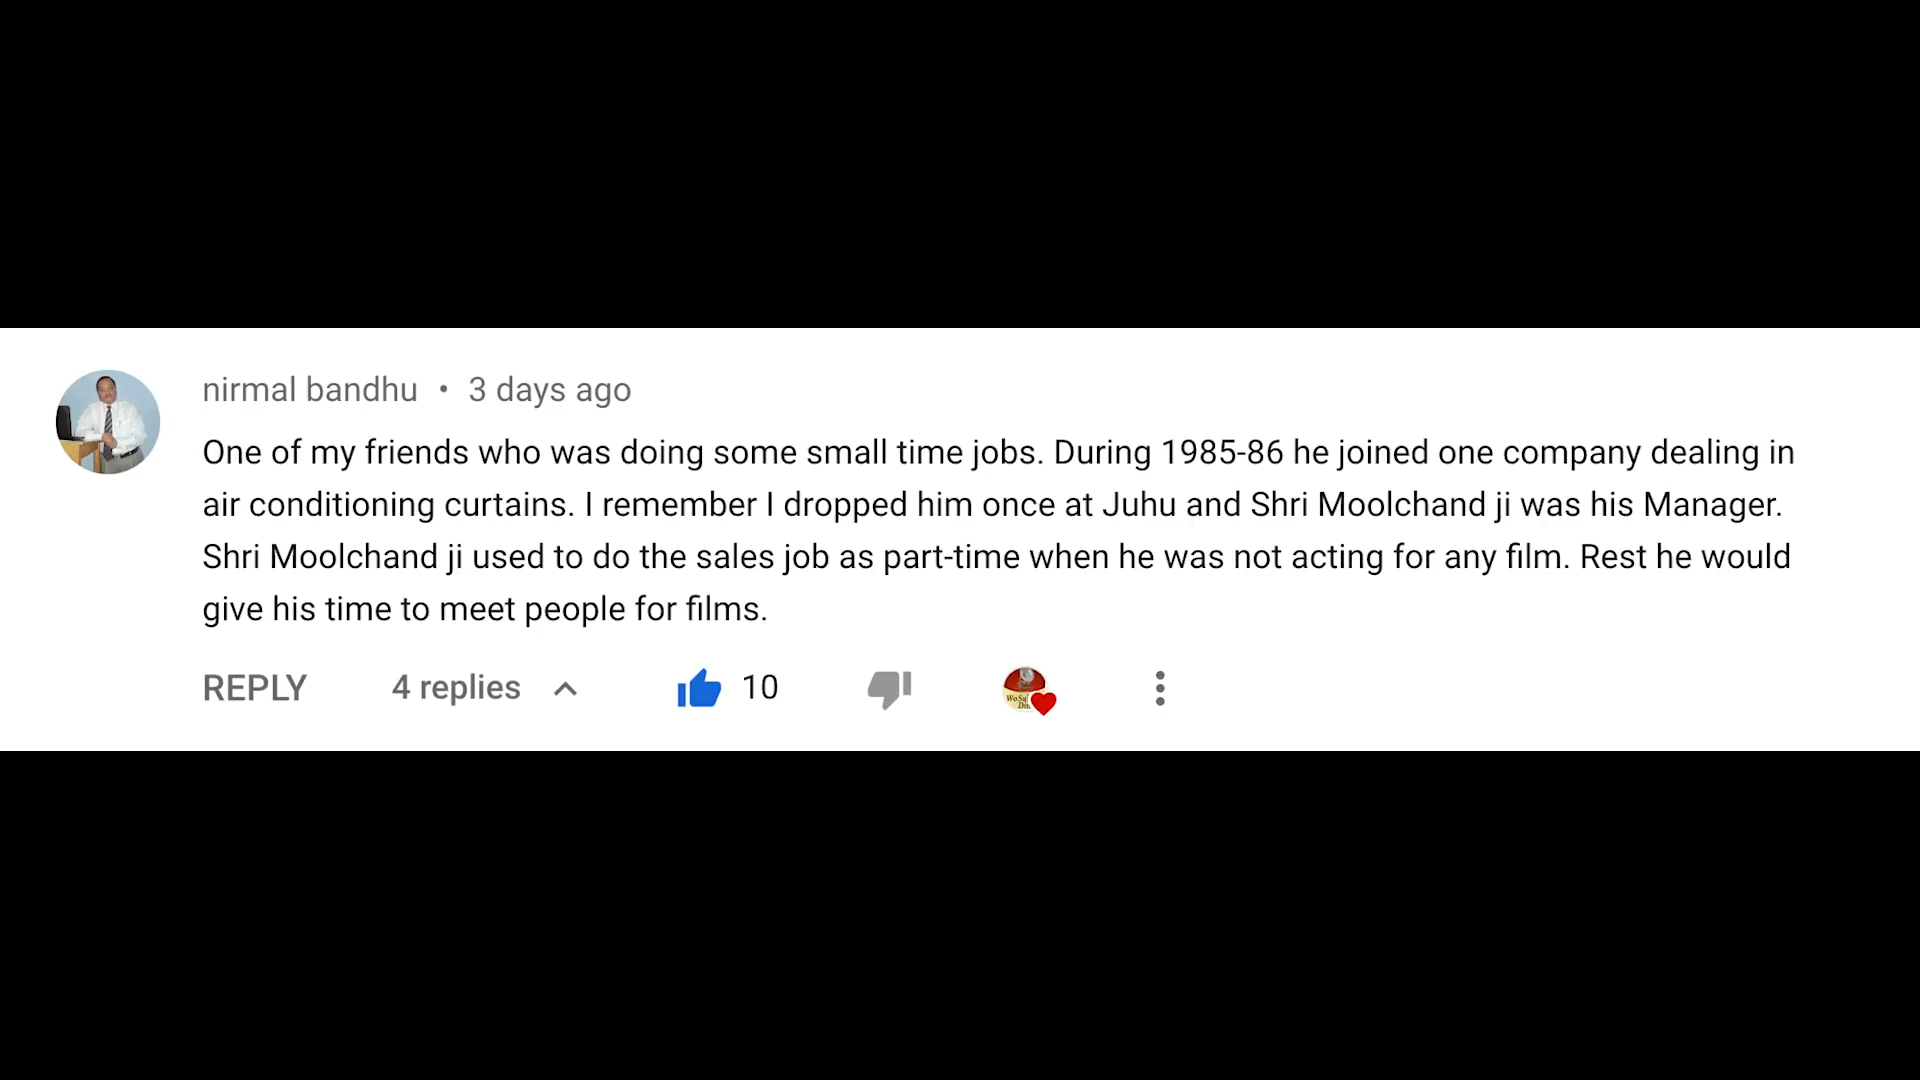 nirmal bandhu • 3 days ago
One of my friends who was doing some small time jobs. During 1985-86 he joined one company dealing in
air conditioning curtains. I remember I dropped him once at Juhu and Shri Moolchand ji was his Manager.
Shri Moolchand ji used to do the sales job as part-time when he was not acting for any film. Rest he would
give his time to meet people for films.
REPLY 4 replies 10